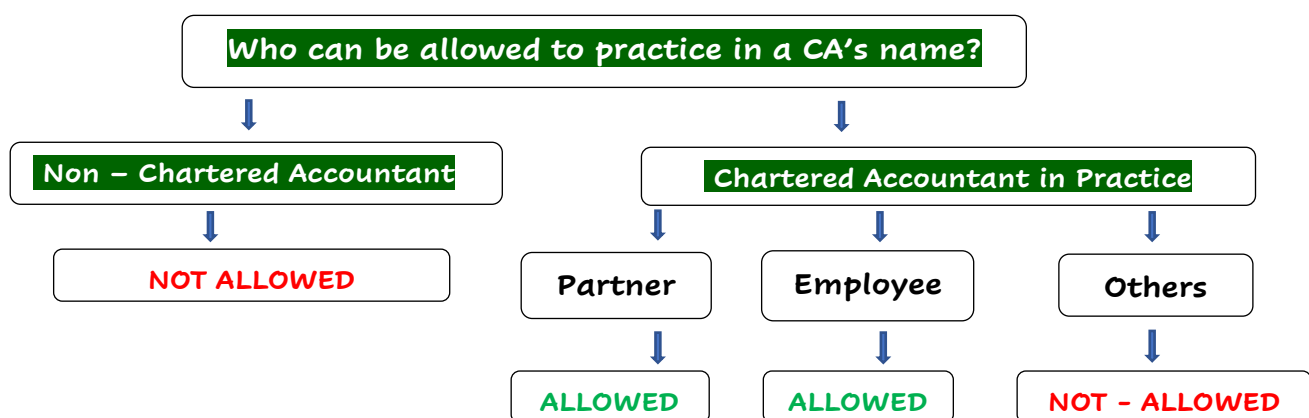 Who can be allowed to practice in a CA’s name?
Non – Chartered Accountant
Chartered Accountant in Practice
NOT ALLOWED
Partner
Employee
Others
ALLOWED
ALLOWED
NOT - ALLOWED